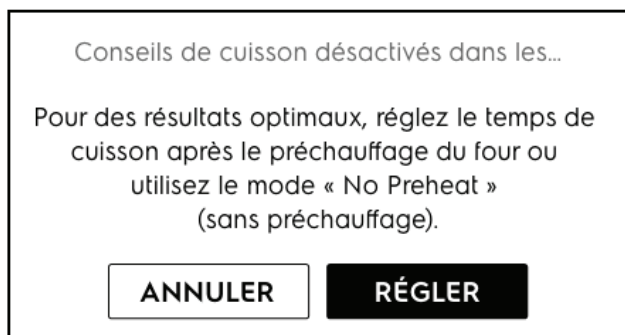 Conseils de cuisson désactivés dans les...
Pour des résultats optimaux, réglez le temps de
cuisson après le préchauffage du four ou
utilisez le mode « No Preheat »
(sans préchauffage).
ANNULER RÉGLER